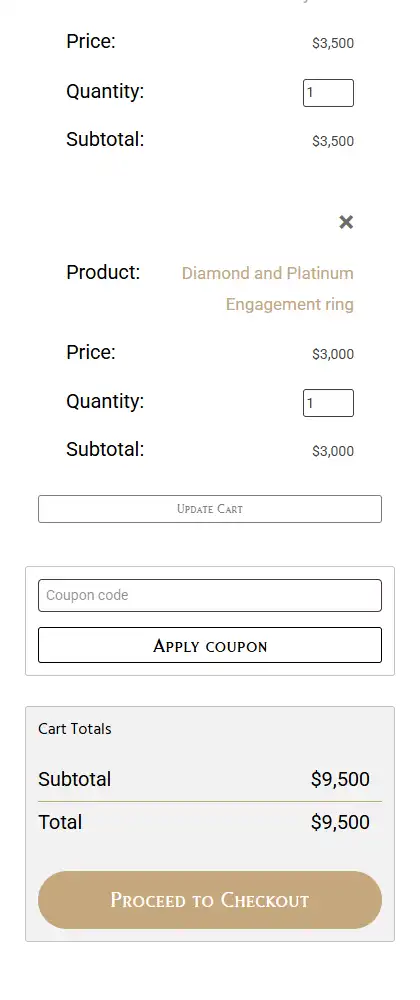 Price: $3,500
Quantity: 1
Subtotal: $3,500
×
Product: Diamond and Platinum
Engagement ring
Price: $3,000
Quantity: 1
Subtotal: $3,000
Update Cart
Coupon code
Apply coupon
Cart Totals
Subtotal $9,500
Total $9,500
Proceed to Checkout